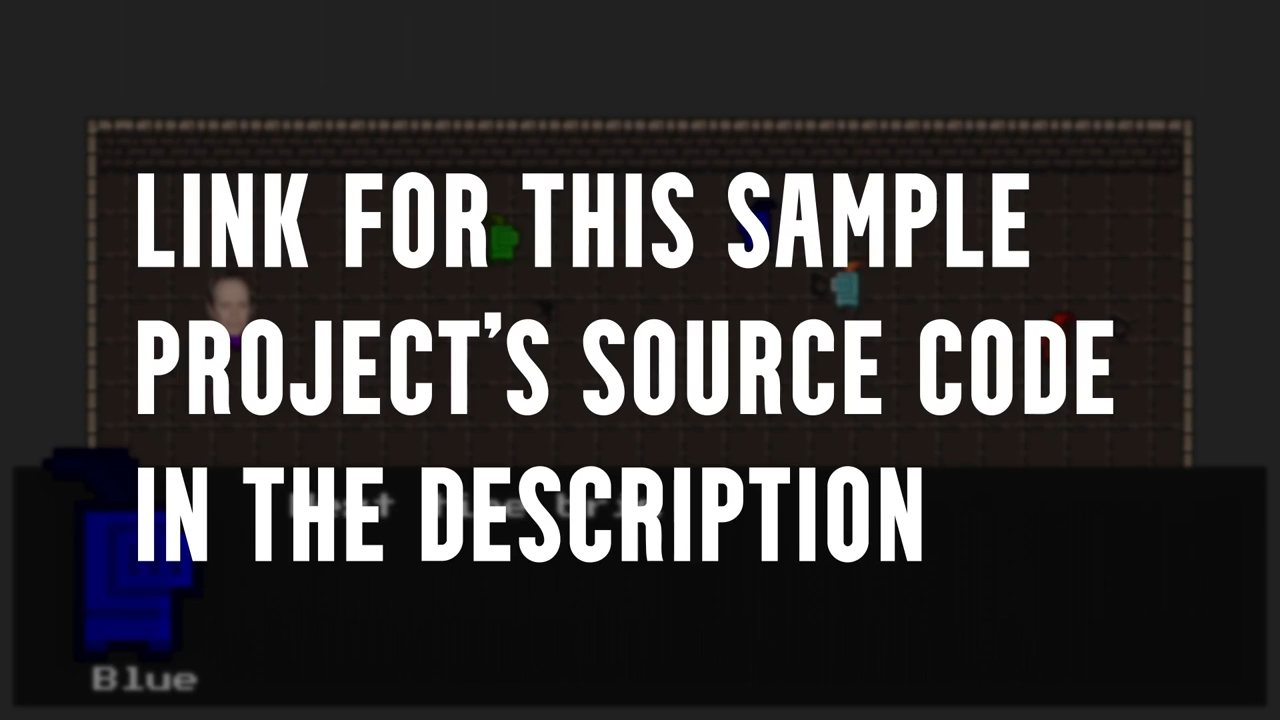 LINK FOR THIS SAMPLE
PROJECT'S SOURCE CODE
IN THE DESCRIPTION
Blue